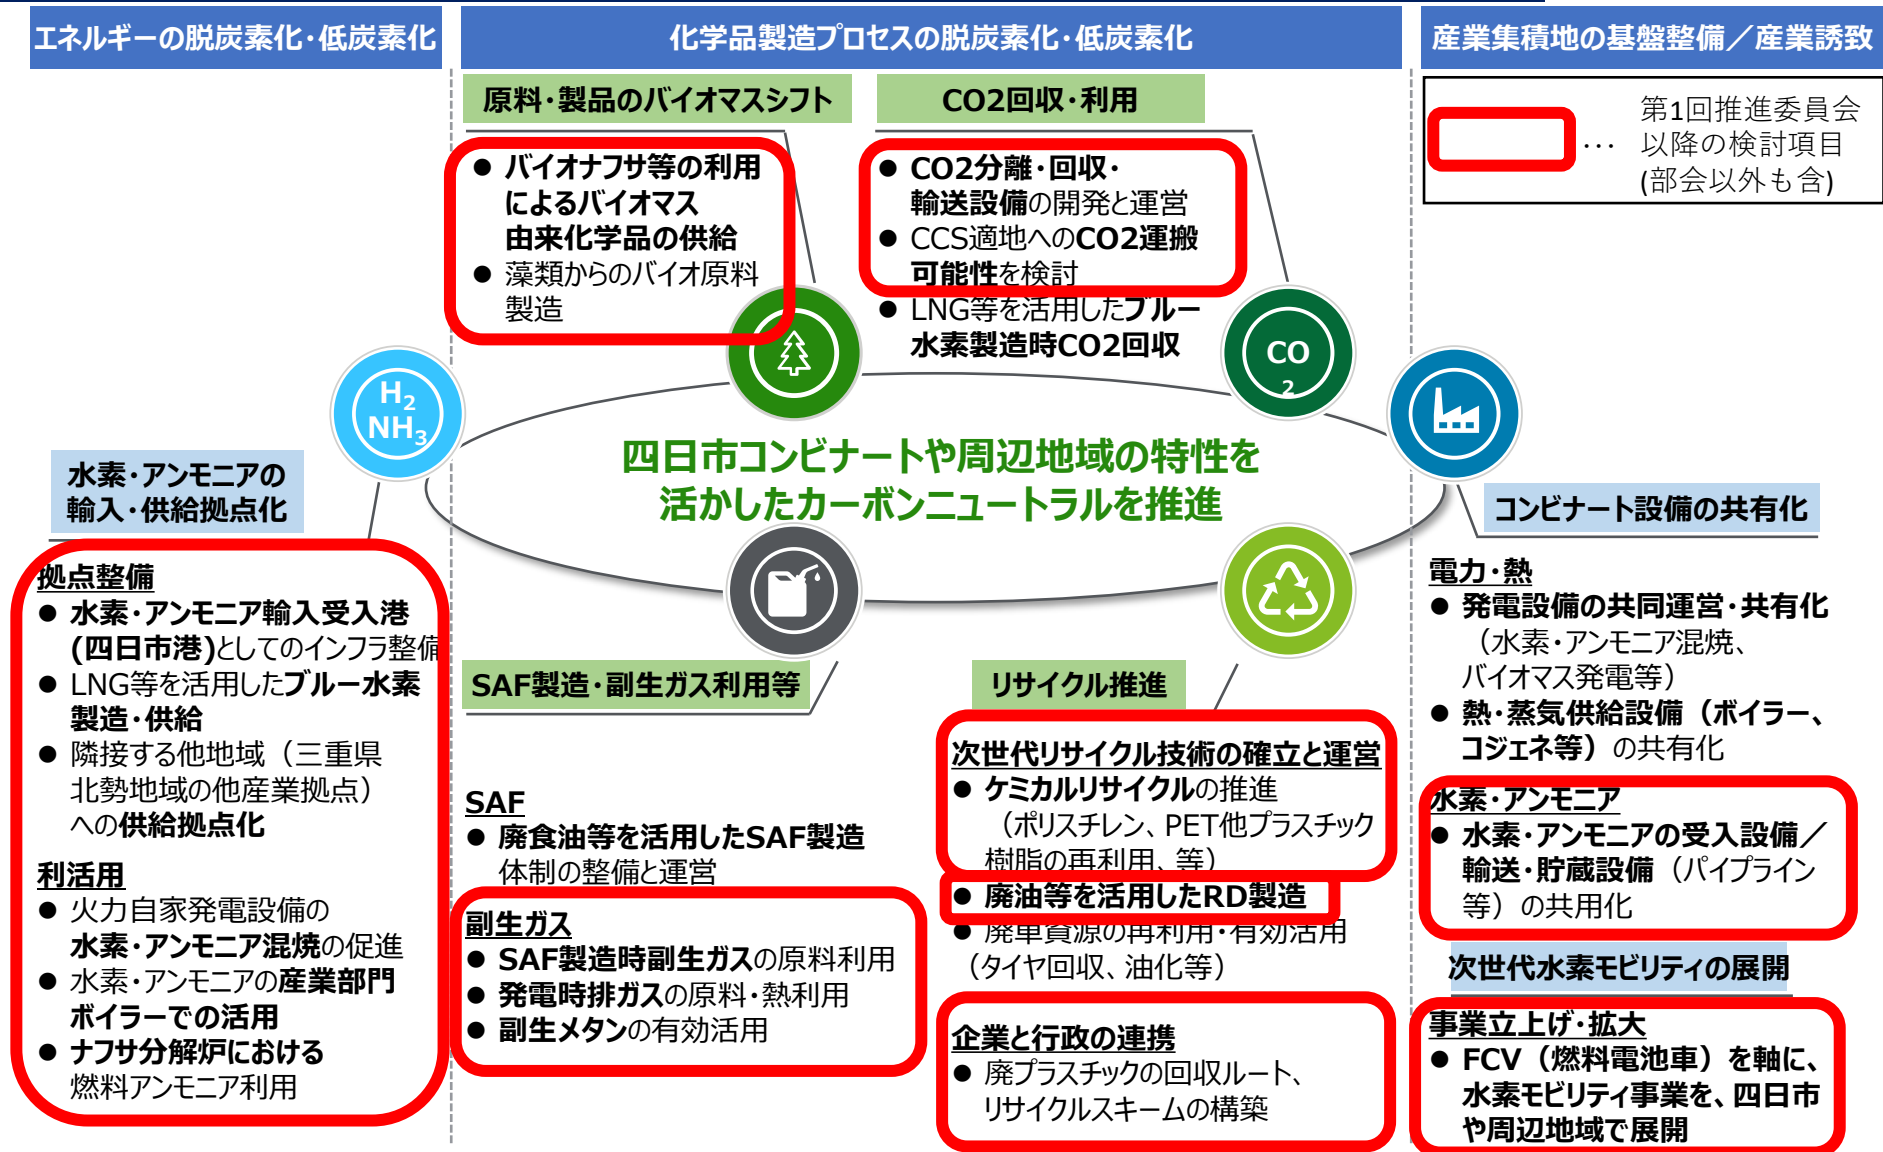 エネルギーの脱炭素化・低炭素化
化学品製造プロセスの脱炭素化・低炭素化
産業集積地の基盤整備／産業誘致
原料・製品のバイオマスシフト
● バイオナフサ等の利用
によるバイオマス
由来化学品の供給
● 藻類からのバイオ原料
製造
CO2回収・利用
● CO2分離・回収・
輸送設備の開発と運営
● CCS適地へのCO2運搬
可能性を検討
● LNG等を活用したブルー
水素製造時CO2回収
… 第1回推進委員会
以降の検討項目
(部会以外も含)
H2
NH3
CO
2
四日市コンビナートや周辺地域の特性を
活かしたカーボンニュートラルを推進
水素・アンモニアの
輸入・供給拠点化
拠点整備
● 水素・アンモニア輸入受入港
(四日市港)としてのインフラ整備
● LNG等を活用したブルー水素
製造・供給
● 隣接する他地域（三重県
北勢地域の他産業拠点）
への供給拠点化
利活用
● 火力自家発電設備の
水素・アンモニア混焼の促進
● 水素・アンモニアの産業部門
ボイラーでの活用
● ナフサ分解炉における
燃料アンモニア利用
SAF製造・副生ガス利用等
SAF
● 廃食油等を活用したSAF製造
体制の整備と運営
副生ガス
● SAF製造時副生ガスの原料利用
● 発電時排ガスの原料・熱利用
● 副生メタンの有効活用
リサイクル推進
次世代リサイクル技術の確立と運営
● ケミカルリサイクルの推進
（ポリスチレン、PET他プラスチック
樹脂の再利用、等）
● 廃油等を活用したRD製造
● 廃車資源の再利用・有効活用
（タイヤ回収、油化等）
企業と行政の連携
● 廃プラスチックの回収ルート、
リサイクルスキームの構築
コンビナート設備の共有化
電力・熱
● 発電設備の共同運営・共有化
（水素・アンモニア混焼、
バイオマス発電等）
● 熱・蒸気供給設備（ボイラー、
コジェネ等）の共有化
水素・アンモニア
● 水素・アンモニアの受入設備／
輸送・貯蔵設備（パイプライン
等）の共用化
次世代水素モビリティの展開
事業立上げ・拡大
● FCV（燃料電池車）を軸に、
水素モビリティ事業を、四日市
や周辺地域で展開